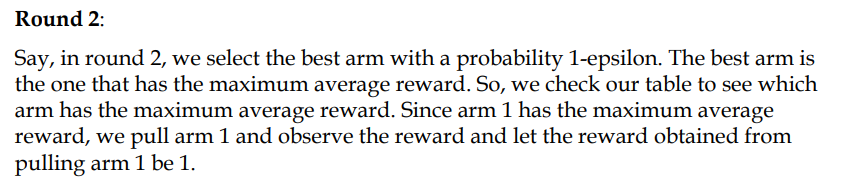 Round 2:
Say, in round 2, we select the best arm with a probability 1-epsilon. The best arm is
the one that has the maximum average reward. So, we check our table to see which
arm has the maximum average reward. Since arm 1 has the maximum average
reward, we pull arm 1 and observe the reward and let the reward obtained from
pulling arm 1 be 1.